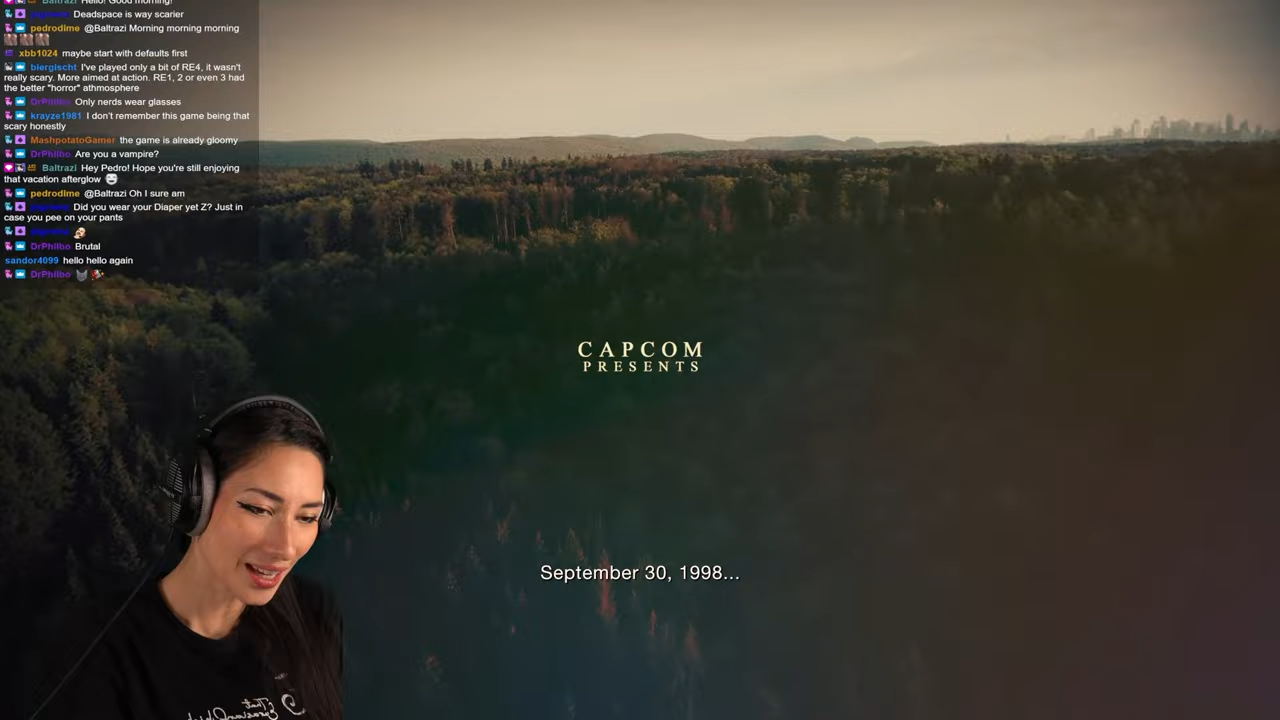 Baltrazi Hello! Good morning!
Deadspace is way scarier
pedrodlme @Baltrazi Morning morning morning
xbb1024 maybe start with defaults first
biergischt I've played only a bit of RE4, it wasn't
really scary. More aimed at action. RE1, 2 or even 3 had
the better "horror" athmosphere
DrPhilbo Only nerds wear glasses
krayze1981 I don't remember this game being that
scary honestly
MashpotatoGamer the game is already gloomy
DrPhilbo Are you a vampire?
Baltrazi Hey Pedro! Hope you're still enjoying
that vacation afterglow
pedrodlme @Baltrazi Oh I sure am
Did you wear your Diaper yet Z? Just in
case you pee on your pants
DrPhilbo Brutal
sandor4099 hello hello again
DrPhilbo
CAPCOM
PRESENTS
September 30, 1998...